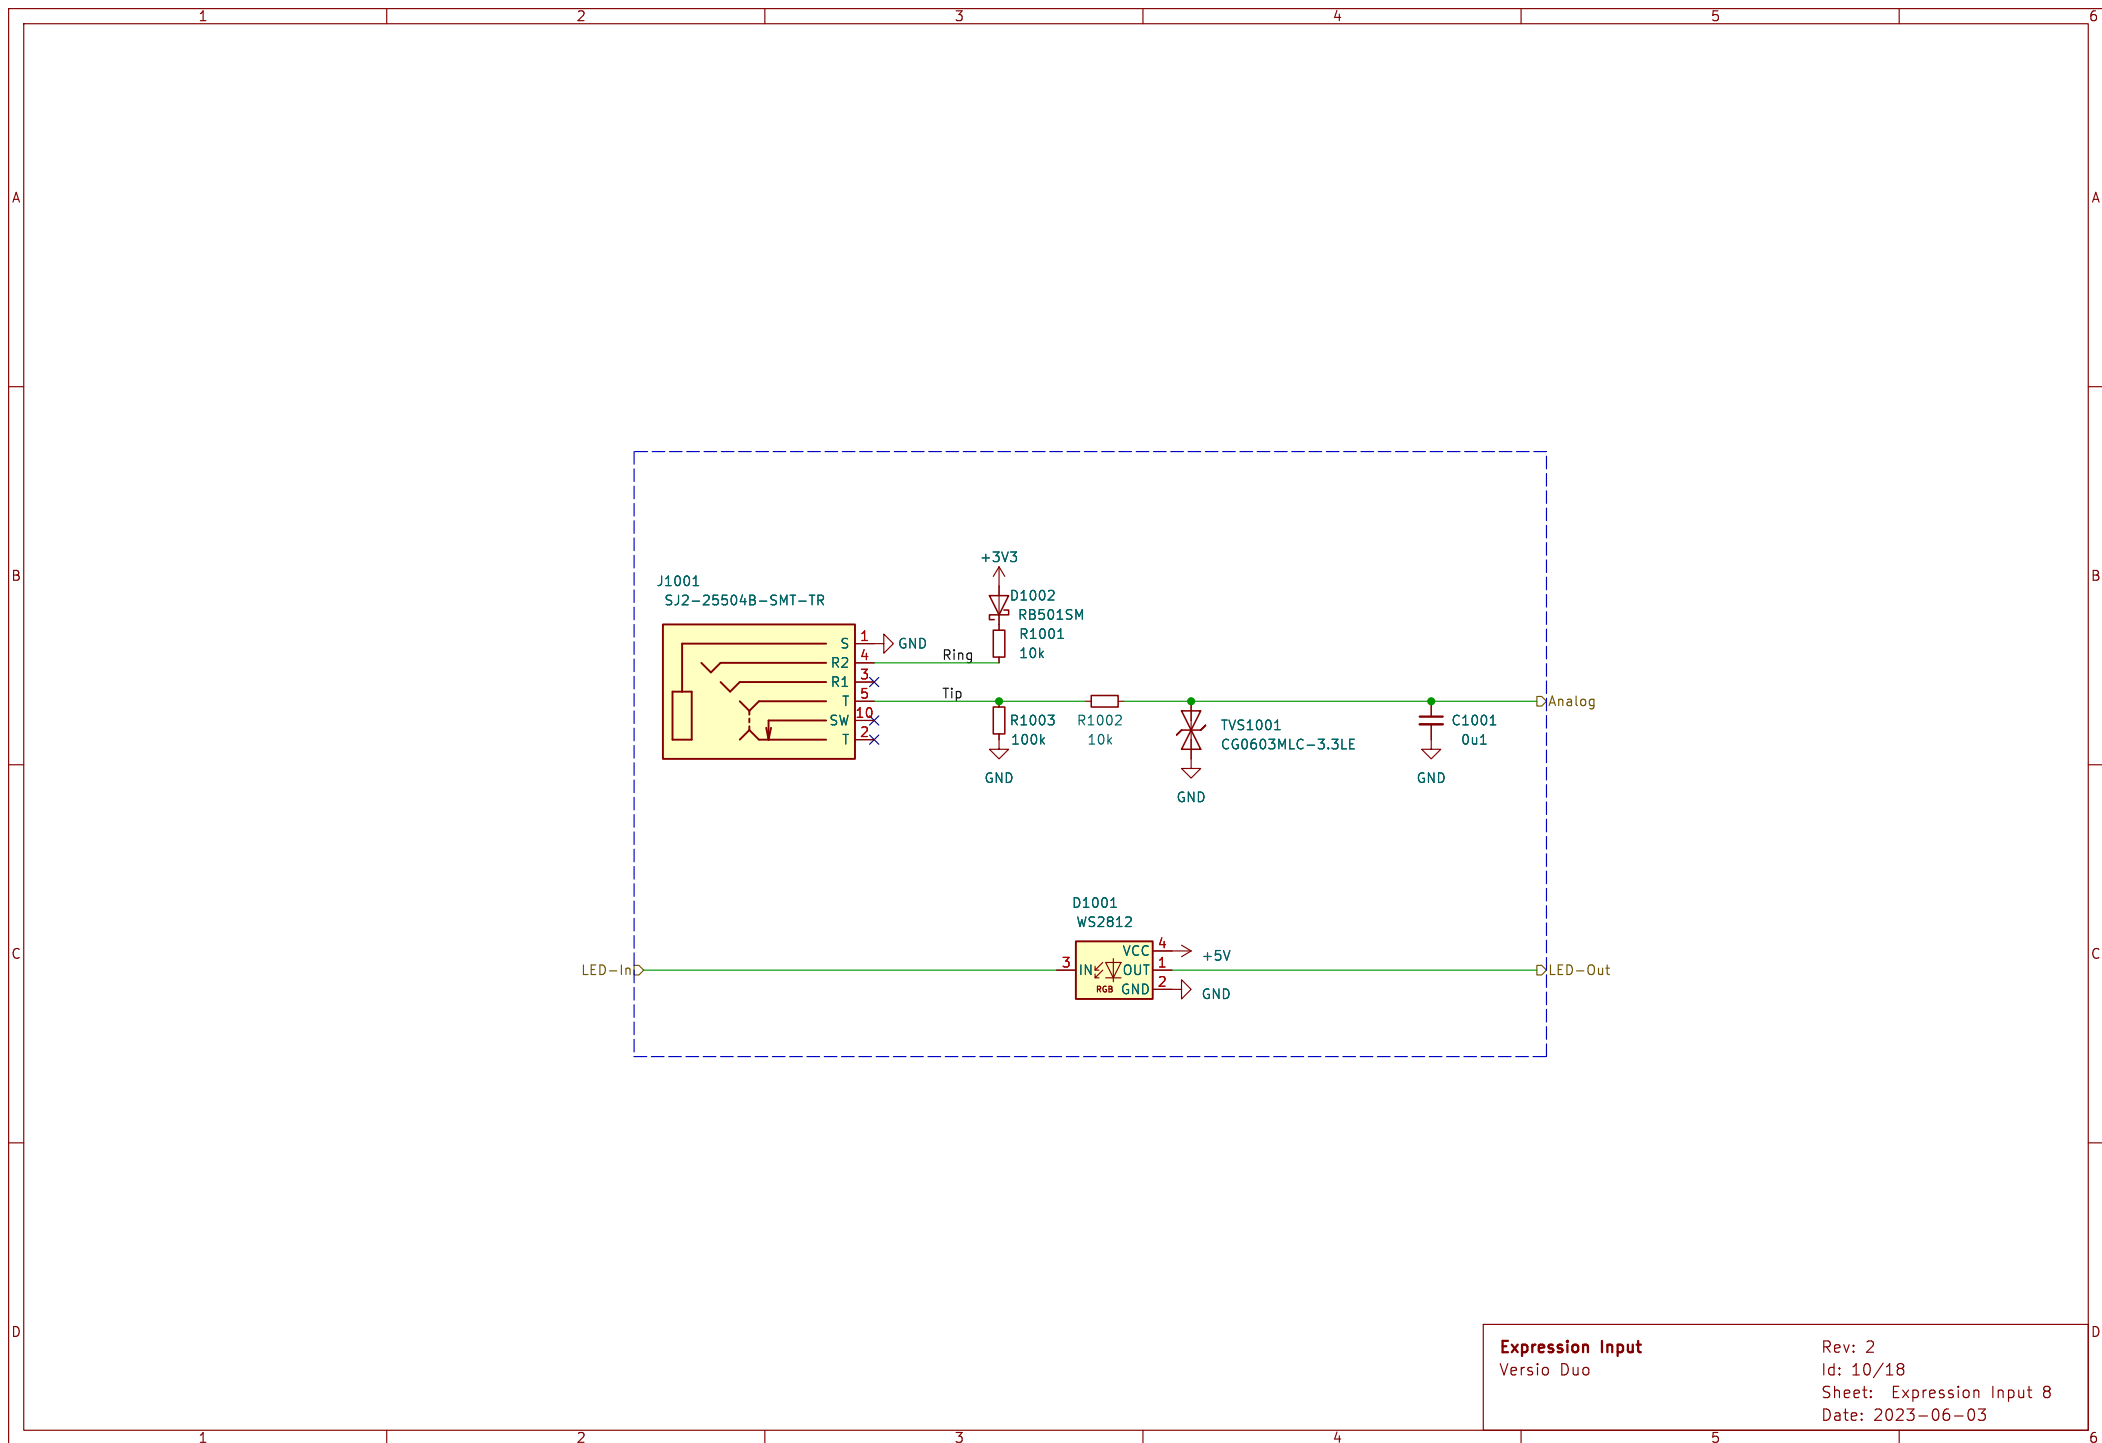 1 2 3 4 5 6
A A
+3V3
J1001
SJ2-25504B-SMT-TR
D1002
RB501SM
B B
R1001
10k
S 1 GND
R2 4 Ring
R1 3
T 5 Tip
SW 10
T 2
R1003
100k
GND
R1002
10k
TVS1001
CG0603MLC-3.3LE
GND
C1001
0u1
GND
Analog
D1001
WS2812
C C
VCC 4 +5V
LED-In 3 IN OUT 1 LED-Out
RGB GND 2 GND
D D
Expression Input
Versio Duo
Rev: 2
Id: 10/18
Sheet: Expression Input 8
Date: 2023-06-03
1 2 3 4 5 6